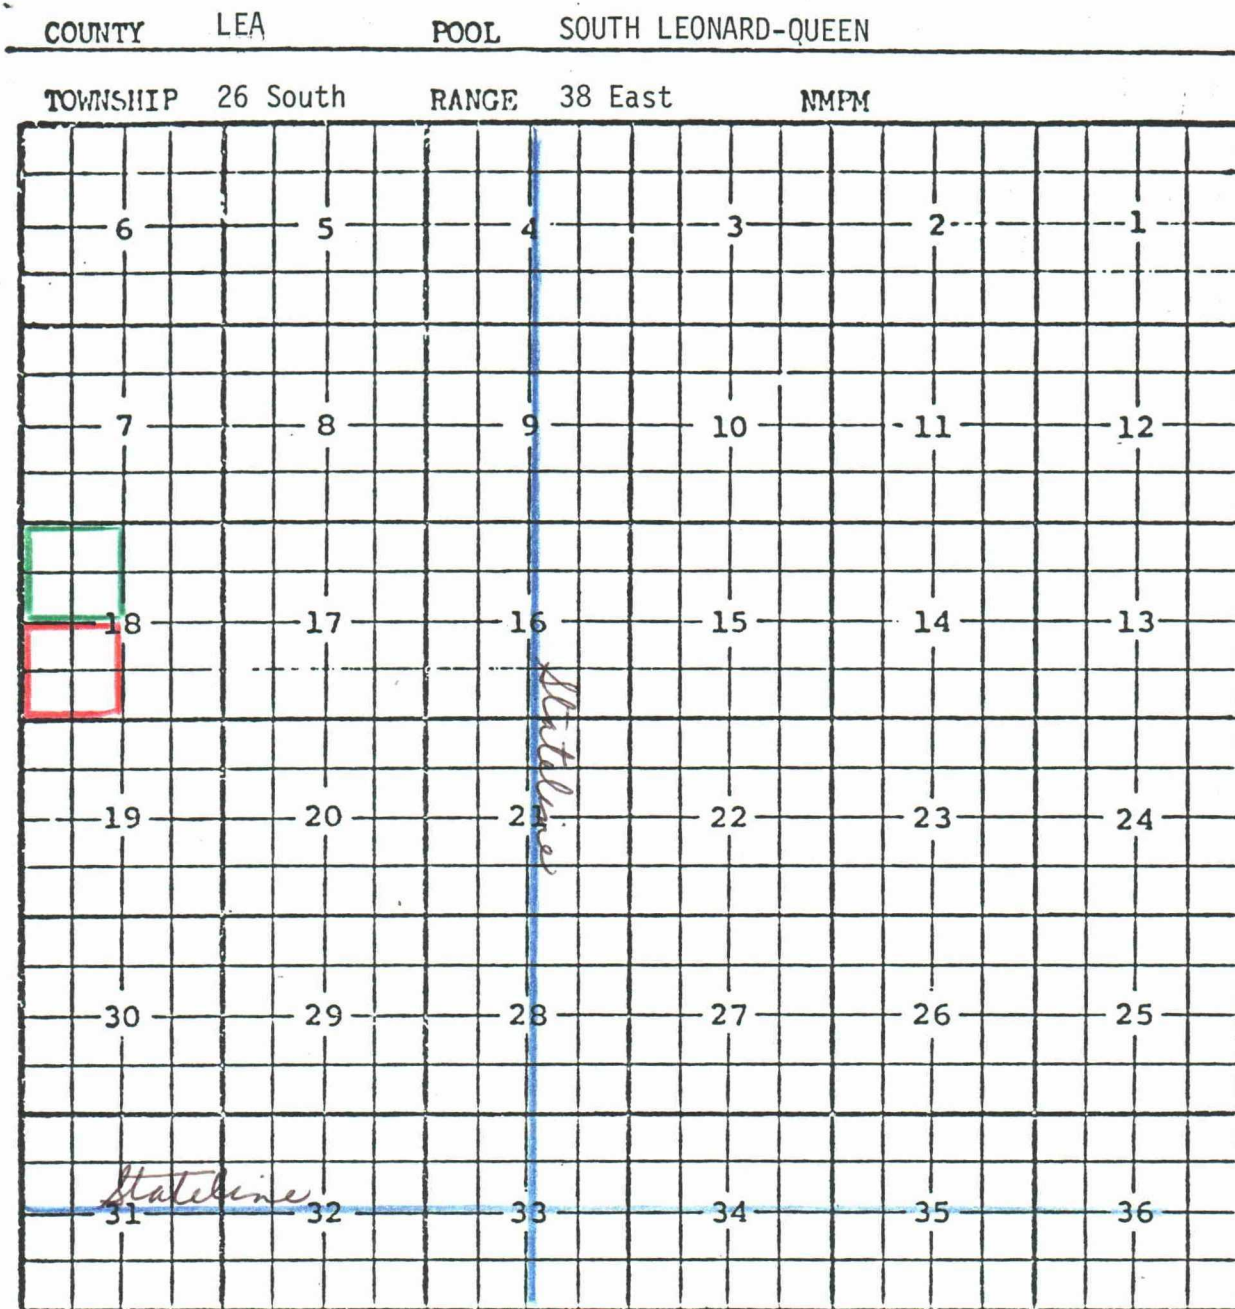 COUNTY LEA POOL SOUTH LEONARD-QUEEN
TOWNSHIP 26 South RANGE 38 East NMPM
6 5 4 3 2 1
7 8 9 10 11 12
18 17 16 15 14 13
Stateline
19 20 21 22 23 24
30 29 28 27 26 25
Stateline
31 32 33 34 35 36